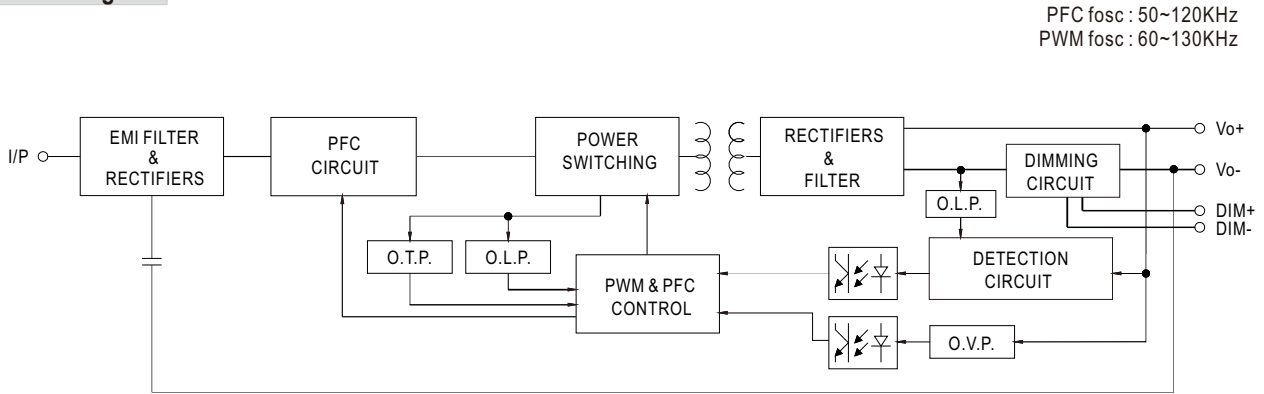 PFC fosc : 50~120KHz
PWM fosc : 60~130KHz
EMI FILTER
&
RECTIFIERS
PFC
CIRCUIT
POWER
SWITCHING
RECTIFIERS
&
FILTER
DIMMING
CIRCUIT
I/P
Vo+
Vo-
DIM+
DIM-
O.L.P.
O.T.P.
O.L.P.
PWM & PFC
CONTROL
DETECTION
CIRCUIT
O.V.P.